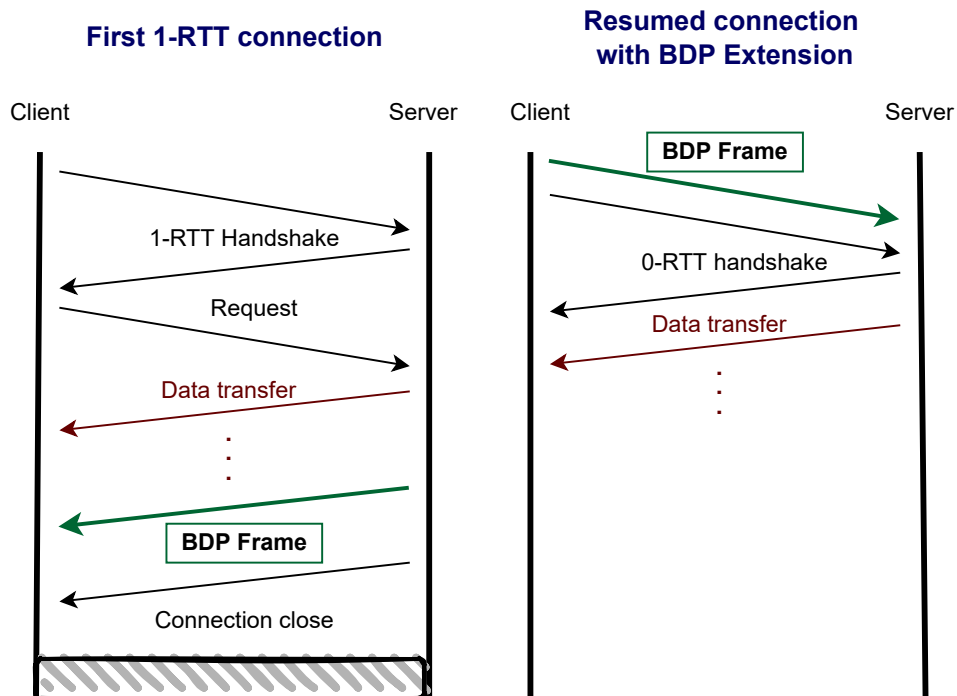 First 1-RTT connection
Client
Server
1-RTT Handshake
Request
Data transfer
BDP Frame
Connection close
Resumed connection
with BDP Extension
Client
Server
BDP Frame
0-RTT handshake
Data transfer